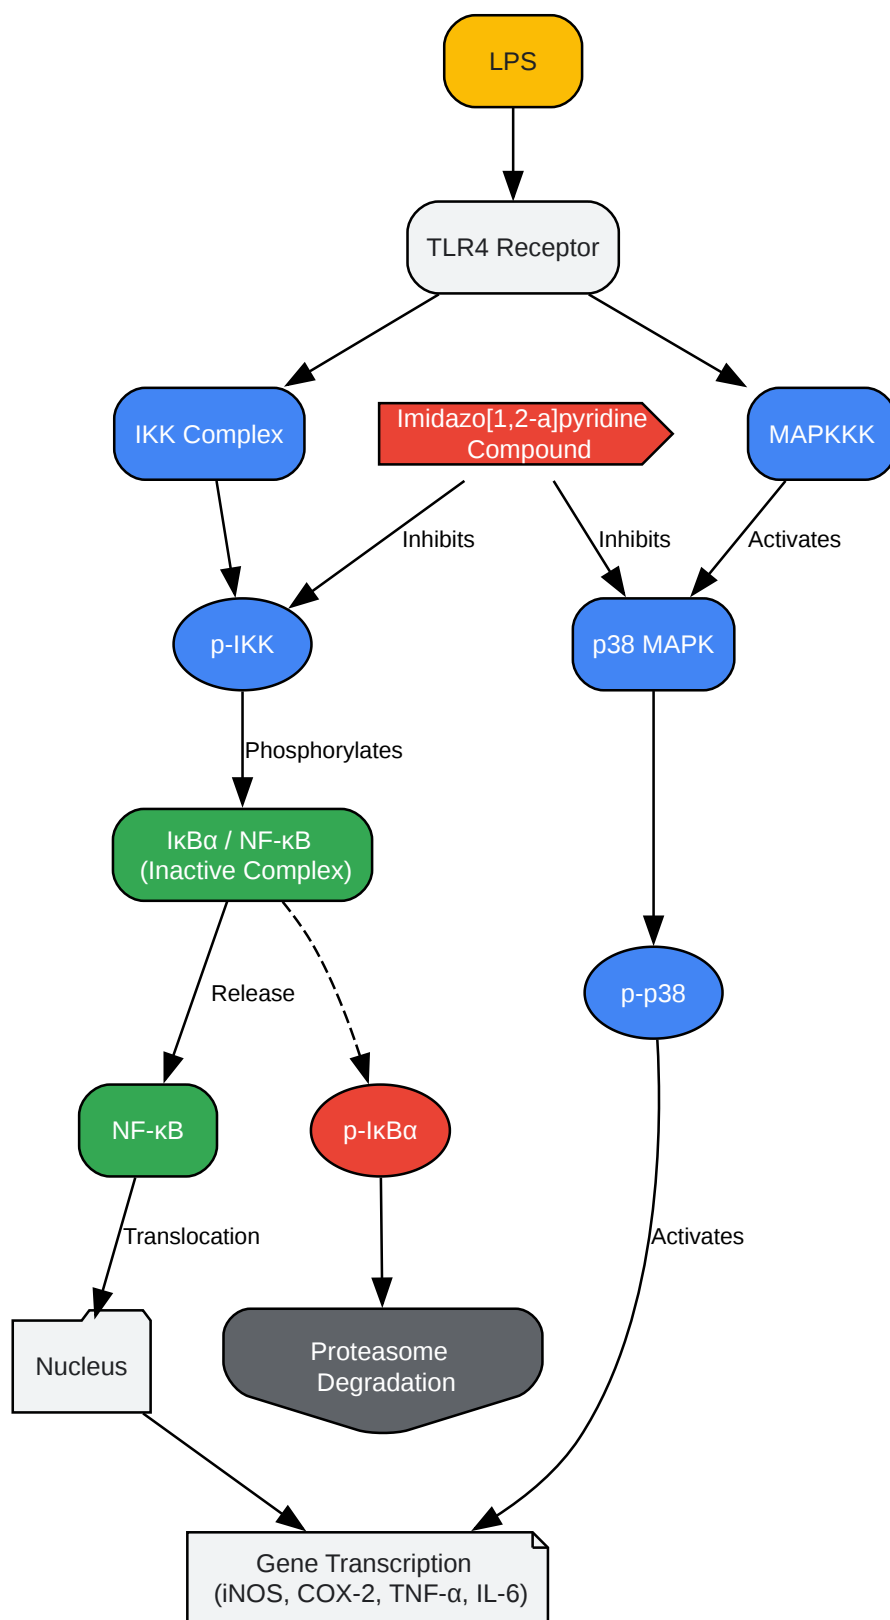 LPS
TLR4 Receptor
IKK Complex
Imidazo[1,2-a]pyridine
Compound
MAPKKK
Inhibits
Inhibits
Activates
p-IKK
p38 MAPK
Phosphorylates
IκBα / NF-κB
(Inactive Complex)
Release
p-p38
NF-κB
p-IκBα
Translocation
Activates
Nucleus
Proteasome
Degradation
Gene Transcription
(iNOS, COX-2, TNF-α, IL-6)